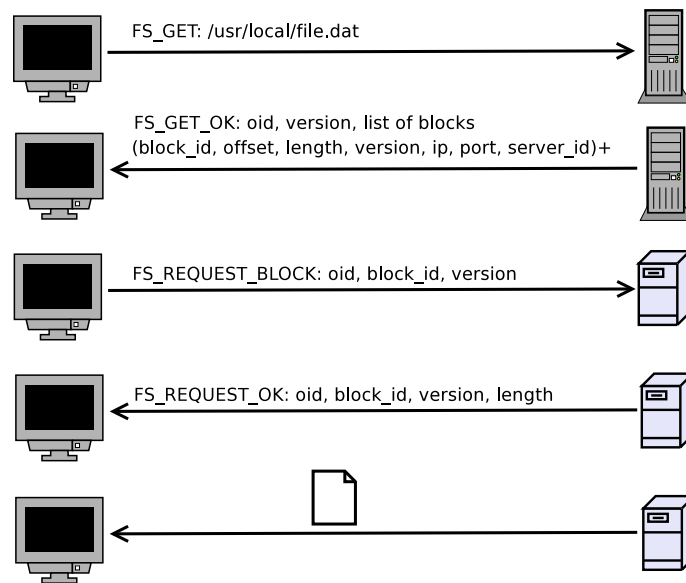 FS_GET: /usr/local/file.dat
FS_GET_OK: oid, version, list of blocks
(block_id, offset, length, version, ip, port, server_id)+
FS_REQUEST_BLOCK: oid, block_id, version
FS_REQUEST_OK: oid, block_id, version, length